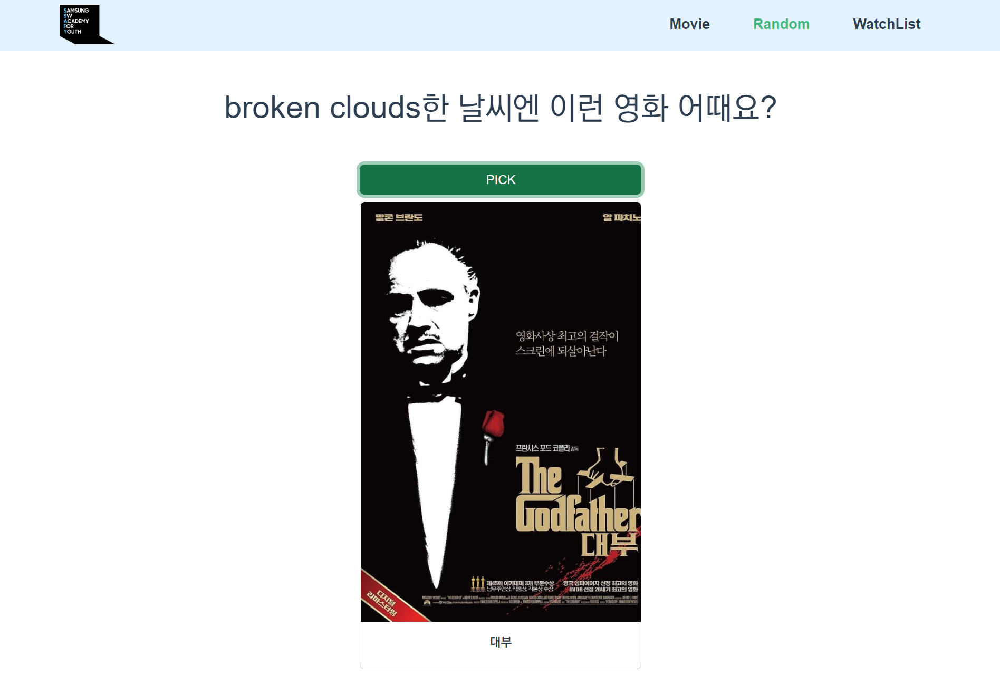 SAMSUNG
SW
ACADEMY
FOR
YOUTH
Movie
Random
WatchList
broken clouds한 날씨엔 이런 영화 어때요?
PICK
말론 브란도
알 파치노
영화사상 최고의 걸작이
스크린에 되살아난다
프란시스 포드 코폴라 감독
The
Godfather
대부
제45회 아카데미 3개 부문수상
남우주연상, 작품상, 각본상 수상
영국 엠파이어지 선정 최고의 영화
IMDB 선정 20세기 최고의 영화
디지털
리마스터링
대부